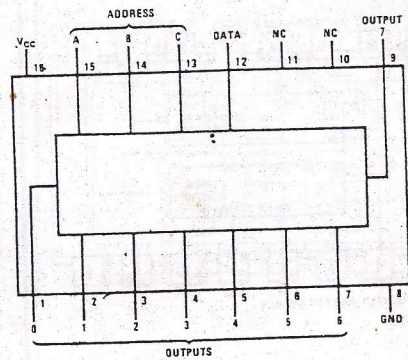 ADDRESS
VCC A B C DATA NC NC OUTPUT 7
16 15 14 13 12 11 10 9
1 2 3 4 5 6 7 8
0 1 2 3 4 5 6 GND
OUTPUTS